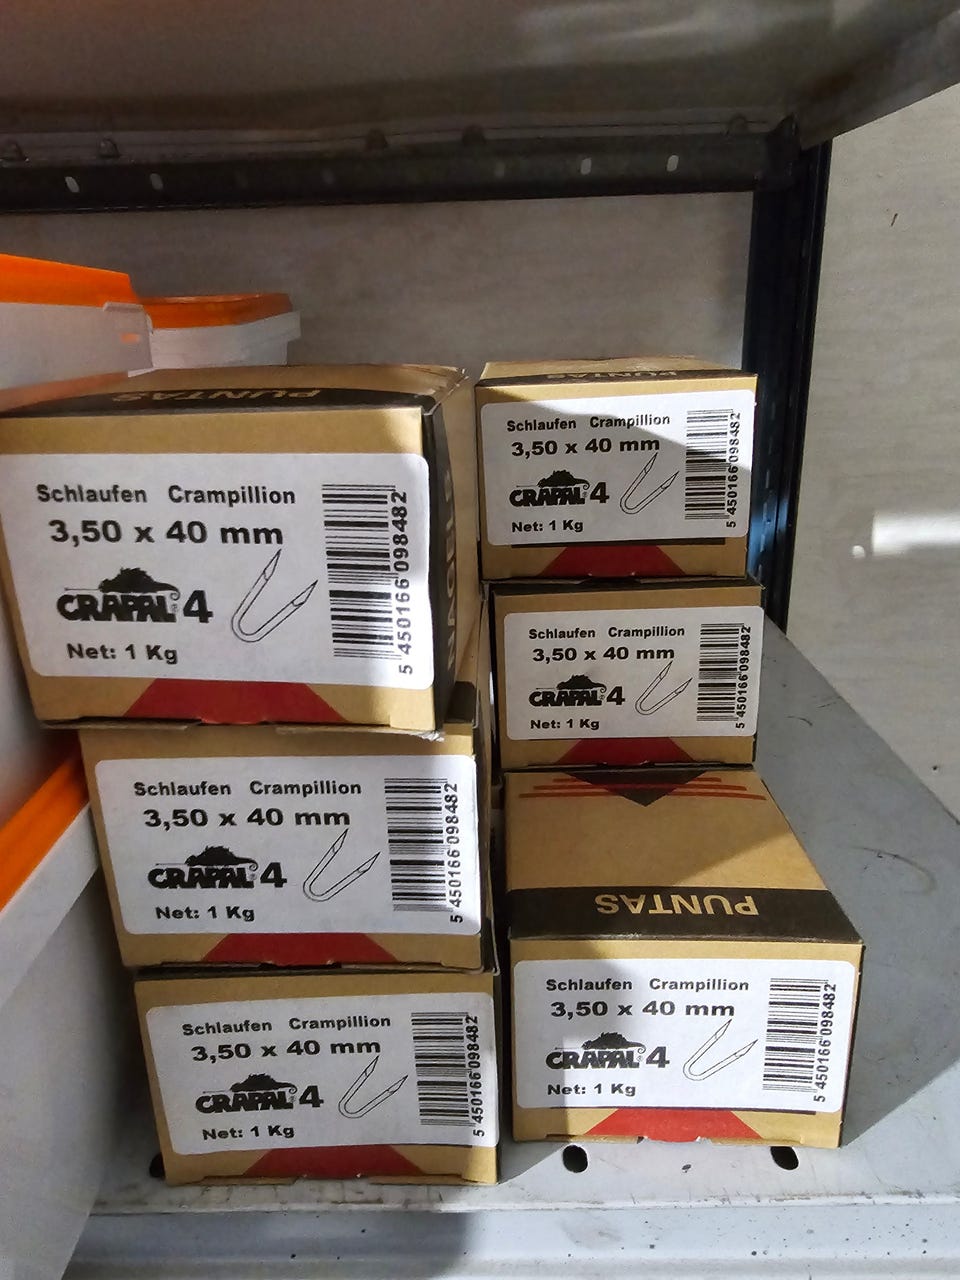 PUNTAS
Schlaufen Crampillion
3,50 x 40 mm
CRAPAL® 4
Net: 1 Kg
5 450166 098482
PUNTAS
Schlaufen Crampillion
3,50 x 40 mm
CRAPAL® 4
Net: 1 Kg
5 450166 098482
Schlaufen Crampillion
3,50 x 40 mm
CRAPAL® 4
Net: 1 Kg
5 450166 098482
Schlaufen Crampillion
3,50 x 40 mm
CRAPAL® 4
Net: 1 Kg
5 450166 098482
Schlaufen Crampillion
3,50 x 40 mm
CRAPAL® 4
Net: 1 Kg
5 450166 098482
PUNTAS
Schlaufen Crampillion
3,50 x 40 mm
CRAPAL® 4
Net: 1 Kg
5 450166 098482